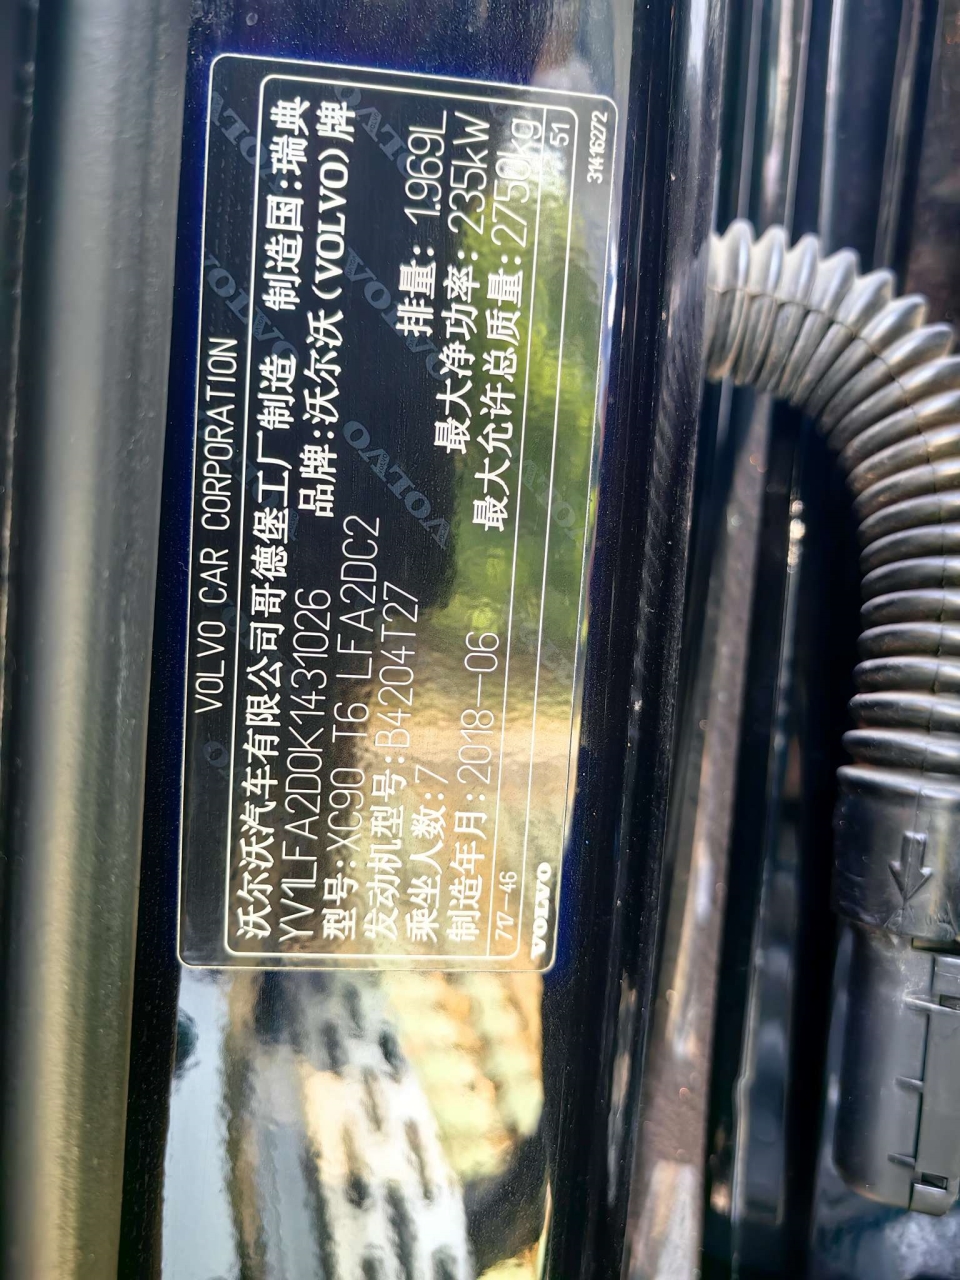 VOLVO CAR CORPORATION
沃尔沃汽车有限公司哥德堡工厂制造 制造国:瑞典
YV1LFA2D0K1431026 品牌:沃尔沃(VOLVO)牌
型号:XC90 T6 LFA2DC2
发动机型号:B4204T27 排量:1.969L
乘坐人数:7 最大净功率:235kW
制造年月:2018-06 最大允许总质量:2750kg
717-46 51
VOLVO 31416272